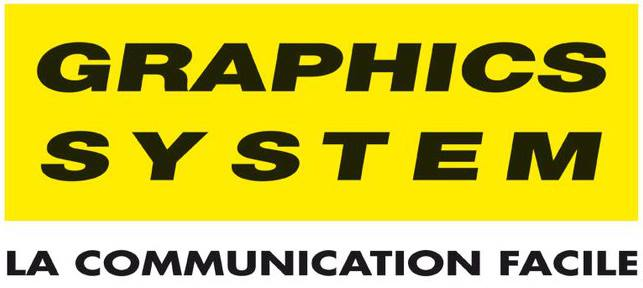 GRAPHICS
SYSTEM
LA COMMUNICATION FACILE